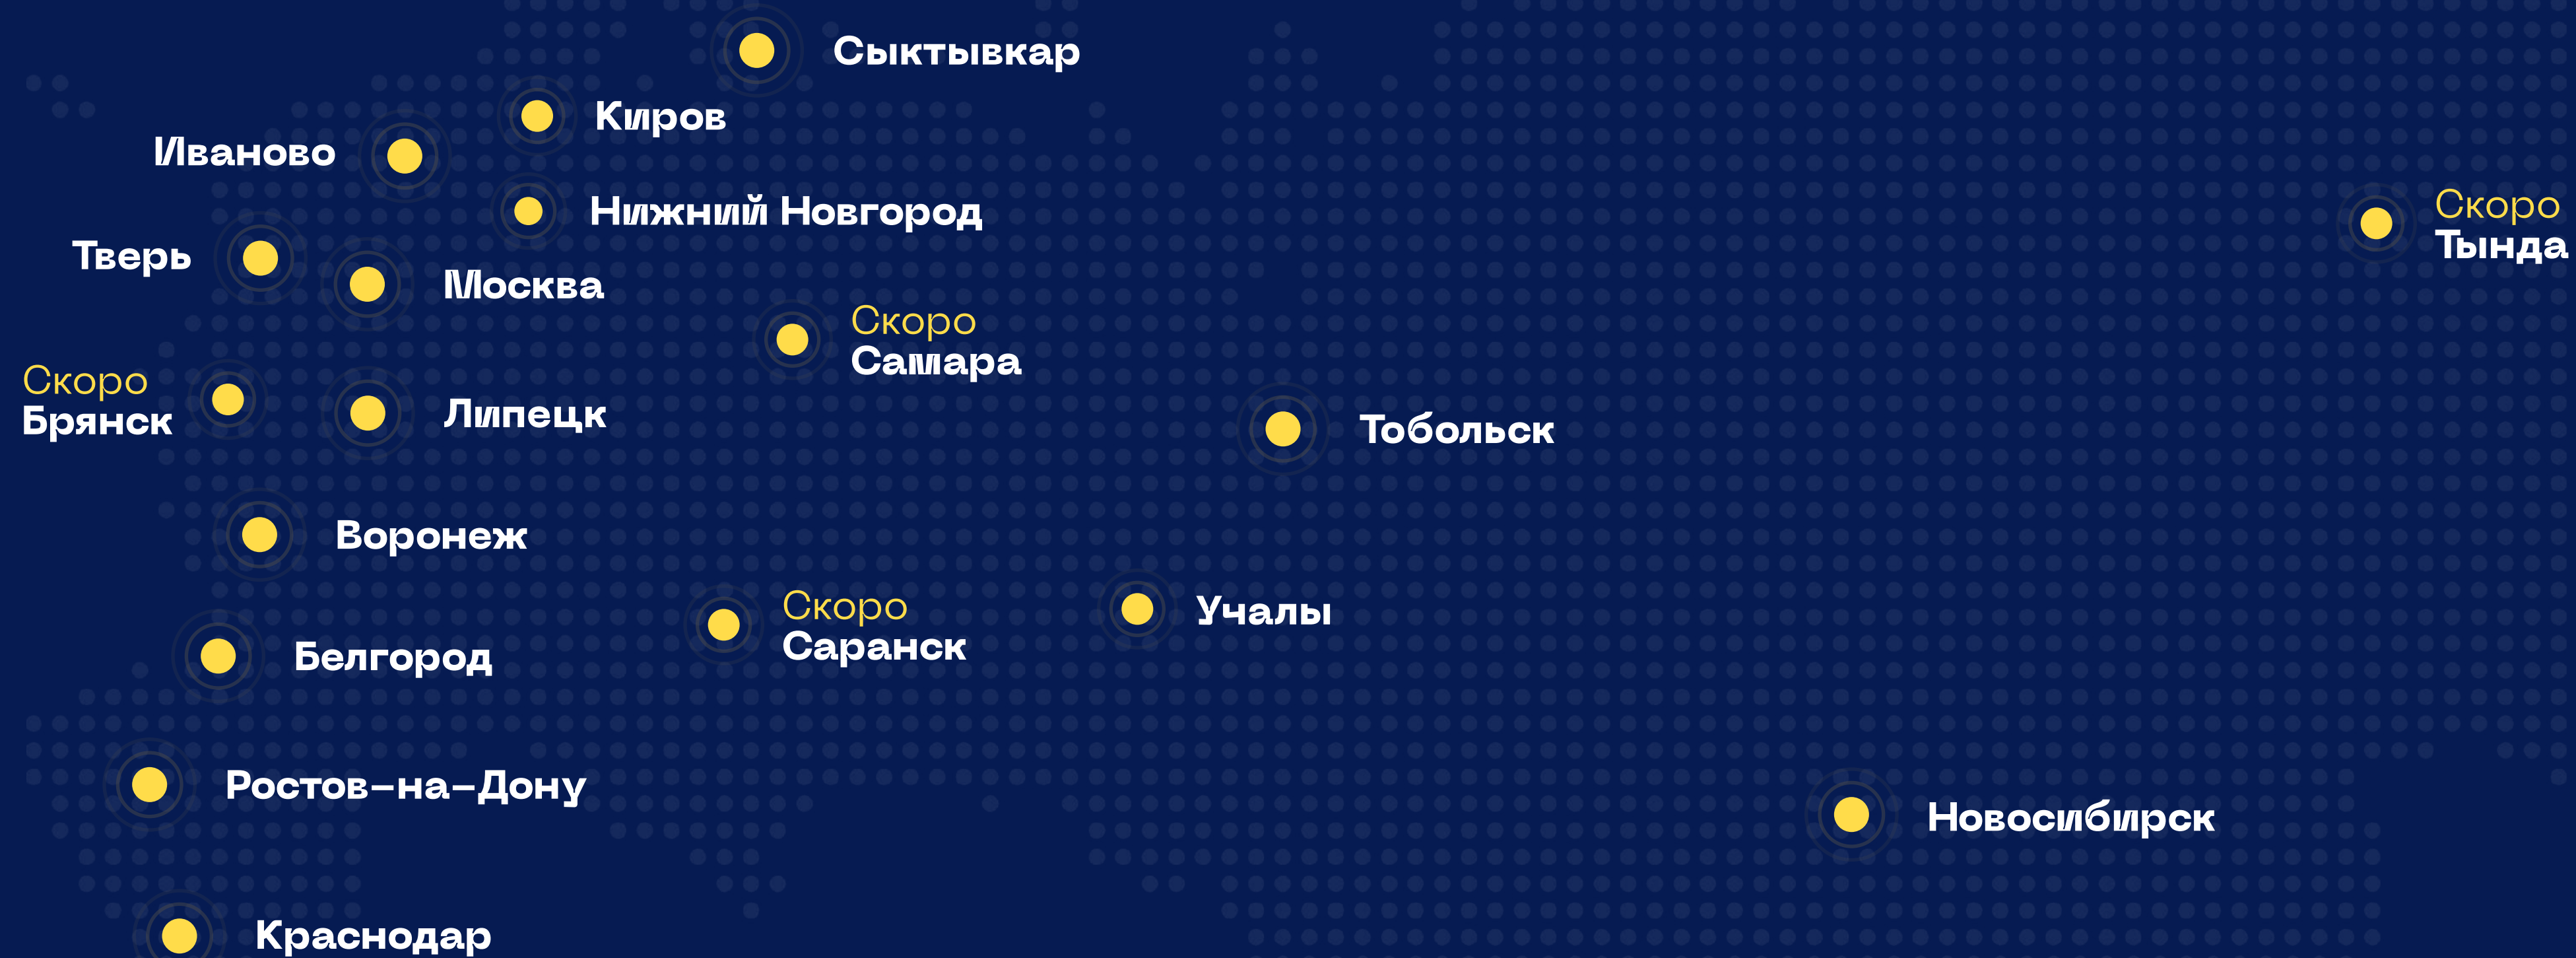 Сыктывкар
Киров
Иваново
Нижний Новгород
Скоро
Тында
Тверь
Москва
Скоро
Самара
Скоро
Брянск
Липецк
Тобольск
Воронеж
Скоро
Саранск
Учалы
Белгород
Ростов-на-Дону
Новосибирск
Краснодар